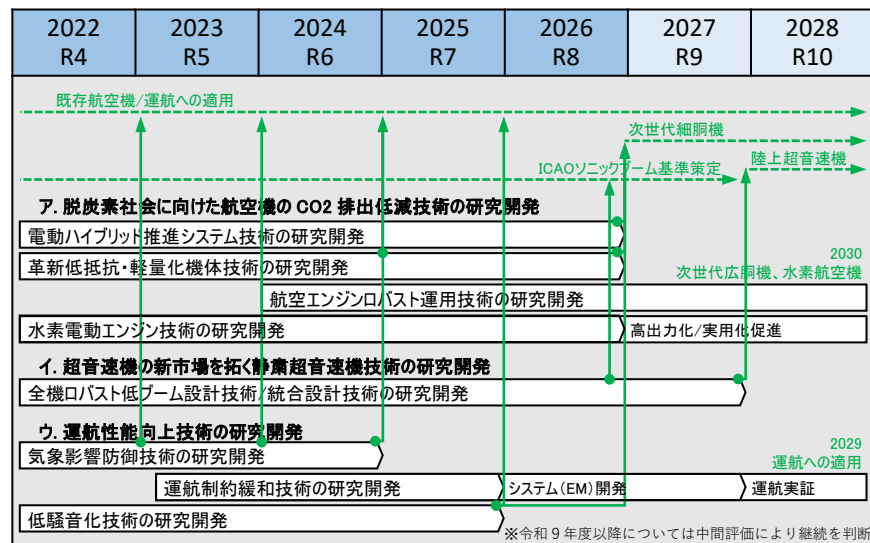 2022 2023 2024 2025 2026 2027 2028
R4 R5 R6 R7 R8 R9 R10
既存航空機/運航への適用
次世代細胴機
ICAOソニックブーム基準策定
陸上超音速機
ア. 脱炭素社会に向けた航空機の CO2 排出低減技術の研究開発
電動ハイブリッド推進システム技術の研究開発
革新低抵抗・軽量化機体技術の研究開発
2030
次世代広胴機、水素航空機
航空エンジンロバスト運用技術の研究開発
水素電動エンジン技術の研究開発
高出力化/実用化促進
イ. 超音速機の新市場を拓く静粛超音速機技術の研究開発
全機ロバスト低ブーム設計技術/統合設計技術の研究開発
ウ. 運航性能向上技術の研究開発
気象影響防御技術の研究開発
2029
運航への適用
運航制約緩和技術の研究開発
システム(EM)開発
運航実証
低騒音化技術の研究開発
※令和9年度以降については中間評価により継続を判断